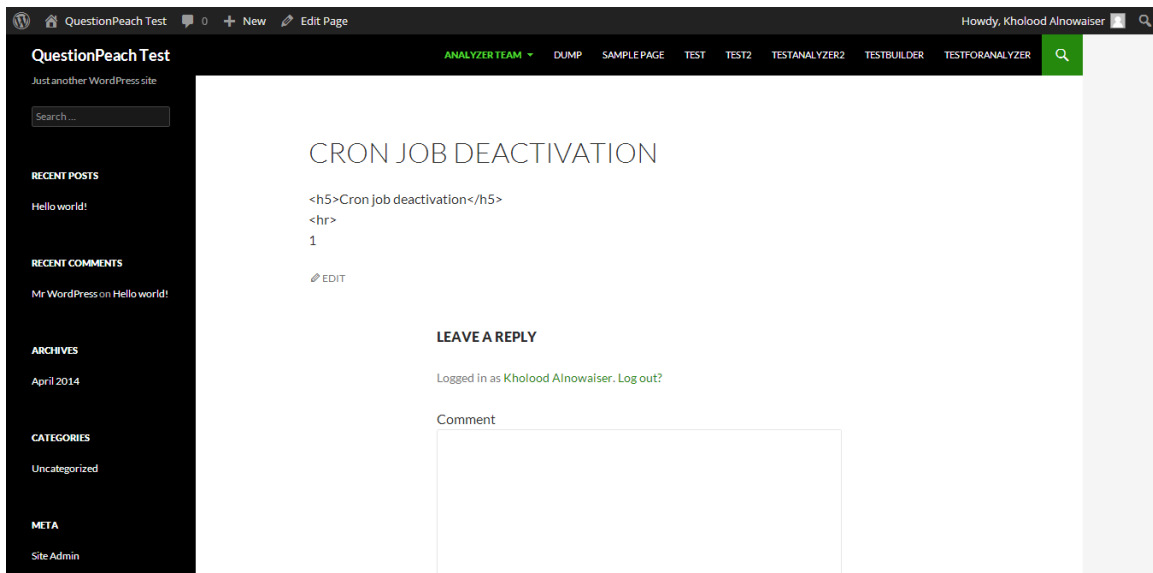 QuestionPeach Test 0 New Edit Page Howdy, Kholood Alnowaiser
QuestionPeach Test
Just another WordPress site
ANALYZER TEAM DUMP SAMPLE PAGE TEST TEST2 TESTANALYZER2 TESTBUILDER TESTFORANALYZER
Search ...
RECENT POSTS
Hello world!
RECENT COMMENTS
Mr WordPress on Hello world!
ARCHIVES
April 2014
CATEGORIES
Uncategorized
META
Site Admin
CRON JOB DEACTIVATION
<h5>Cron job deactivation</h5>
<hr>
1
EDIT
LEAVE A REPLY
Logged in as Kholood Alnowaiser. Log out?
Comment